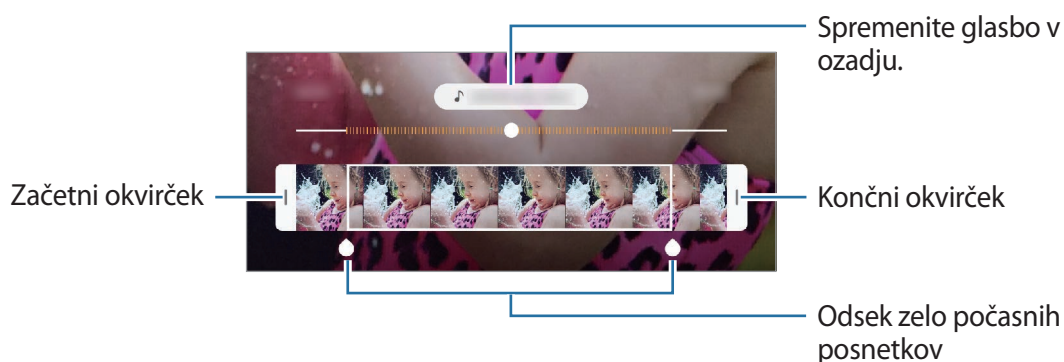 Spremenite glasbo v
ozadju.
Začetni okvirček
Končni okvirček
Odsek zelo počasnih
posnetkov